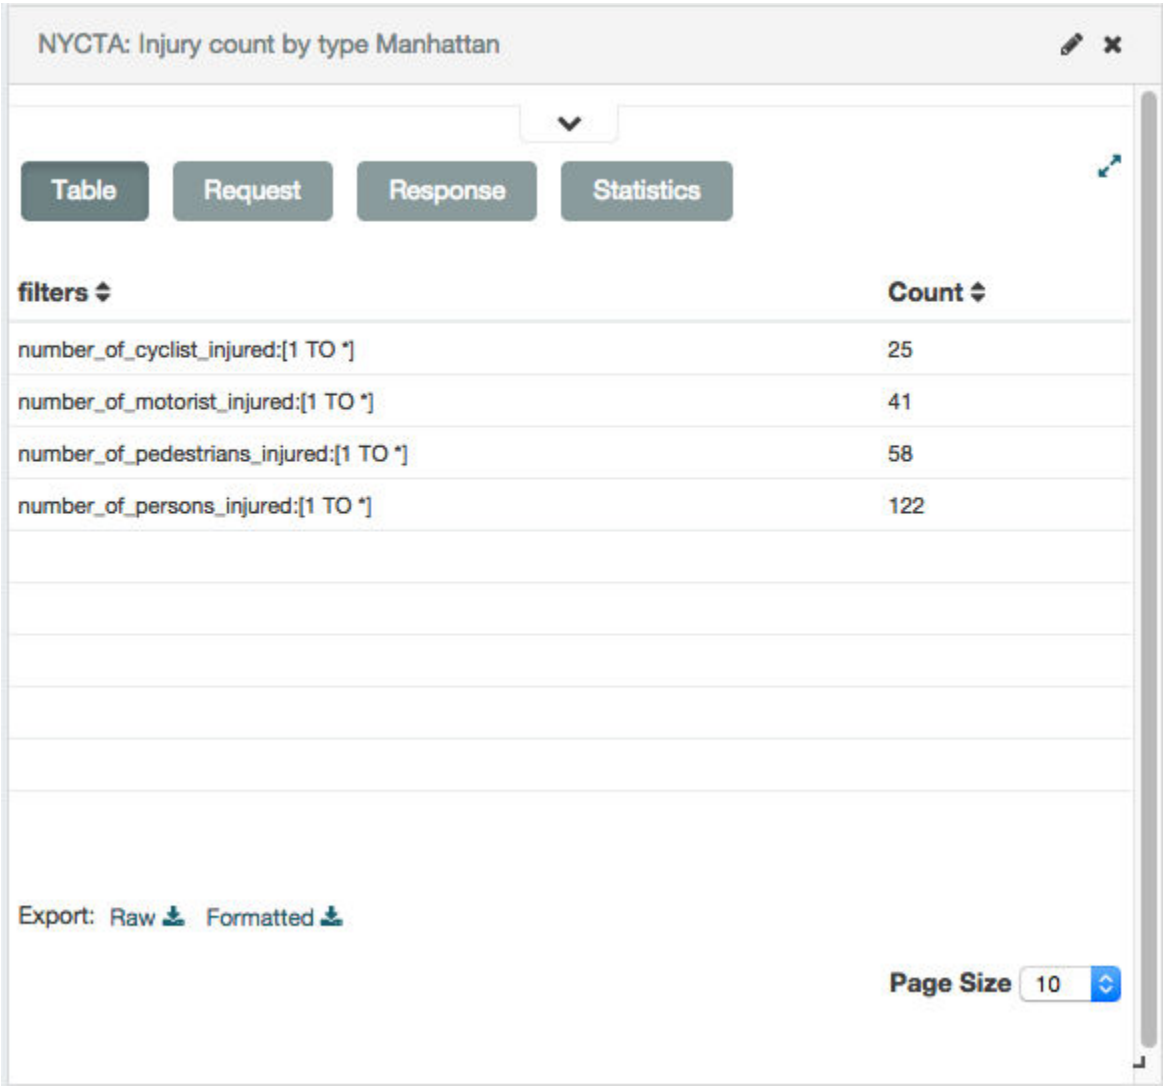 NYCTA: Injury count by type Manhattan
Table Request Response Statistics
filters Count
number_of_cyclist_injured:[1 TO *] 25
number_of_motorist_injured:[1 TO *] 41
number_of_pedestrians_injured:[1 TO *] 58
number_of_persons_injured:[1 TO *] 122
Export: Raw Formatted
Page Size 10